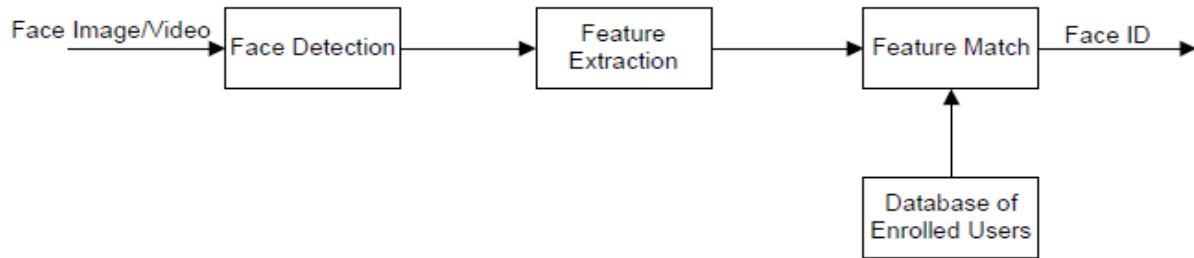 Face Image/Video
Face Detection
Feature
Extraction
Feature Match
Face ID
Database of
Enrolled Users